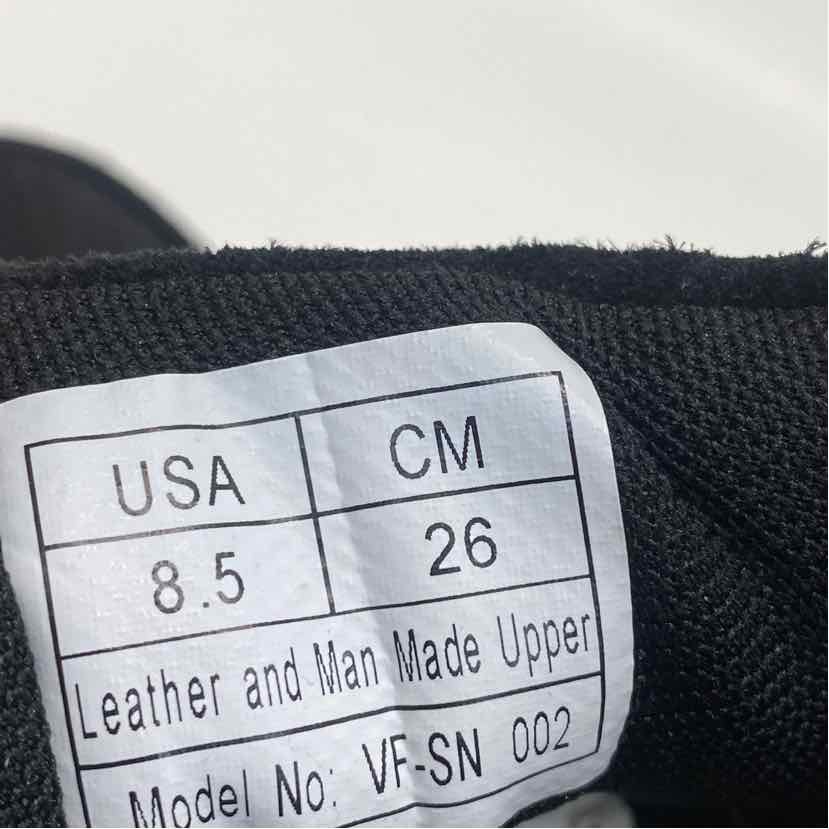 USA CM
8.5 26
Leather and Man Made Upper
Model No: VF-SN 002